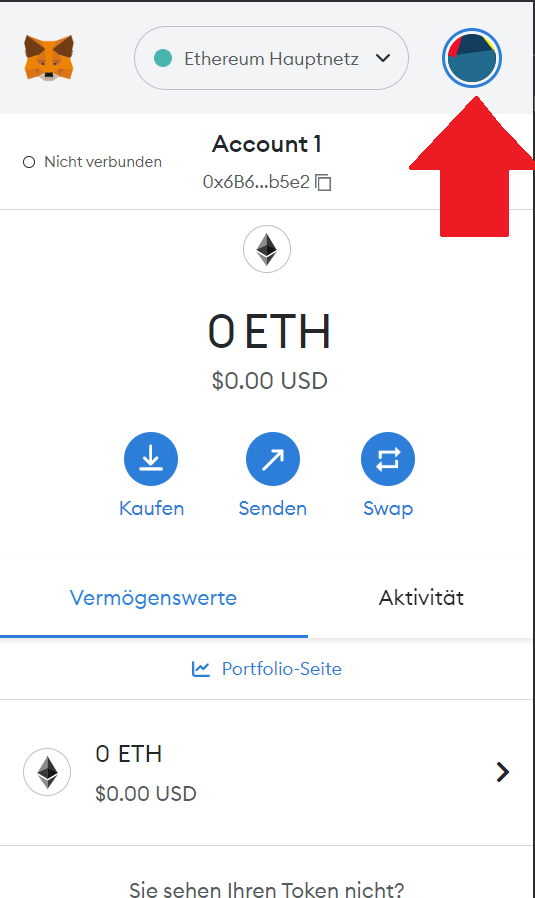 Ethereum Hauptnetz
Account 1
Nicht verbunden
0x6B6...b5e2
0 ETH
$0.00 USD
Kaufen
Senden
Swap
Vermögenswerte
Aktivität
Portfolio-Seite
0 ETH
$0.00 USD
Sie sehen Ihren Token nicht?